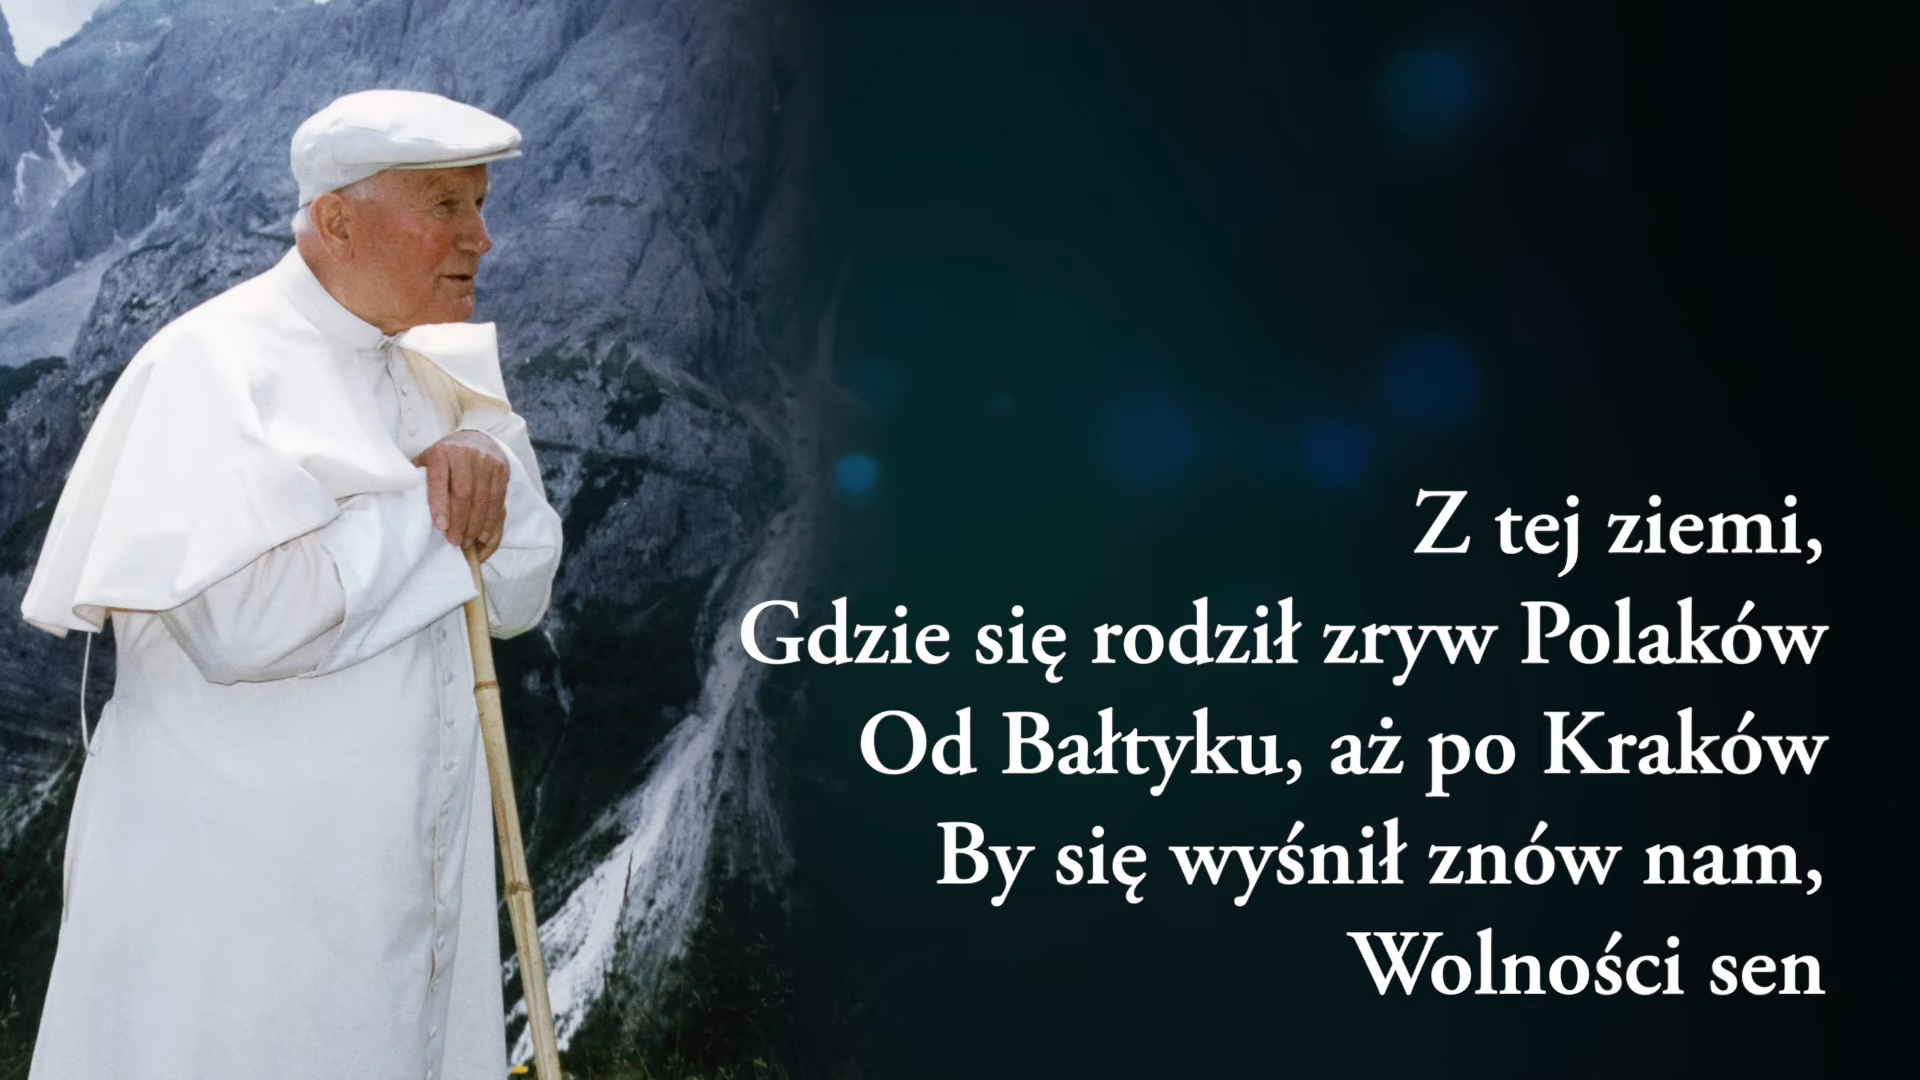 Z tej ziemi,
Gdzie się rodził zryw Polaków
Od Bałtyku, aż po Kraków
By się wyśnił znów nam,
Wolności sen